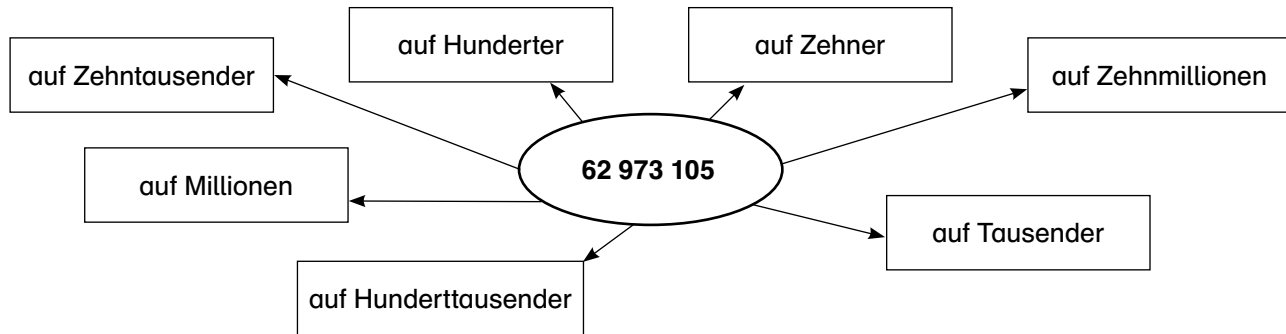 auf Hunderter
auf Zehner
auf Zehntausender
auf Zehnmillionen
62 973 105
auf Millionen
auf Tausender
auf Hunderttausender